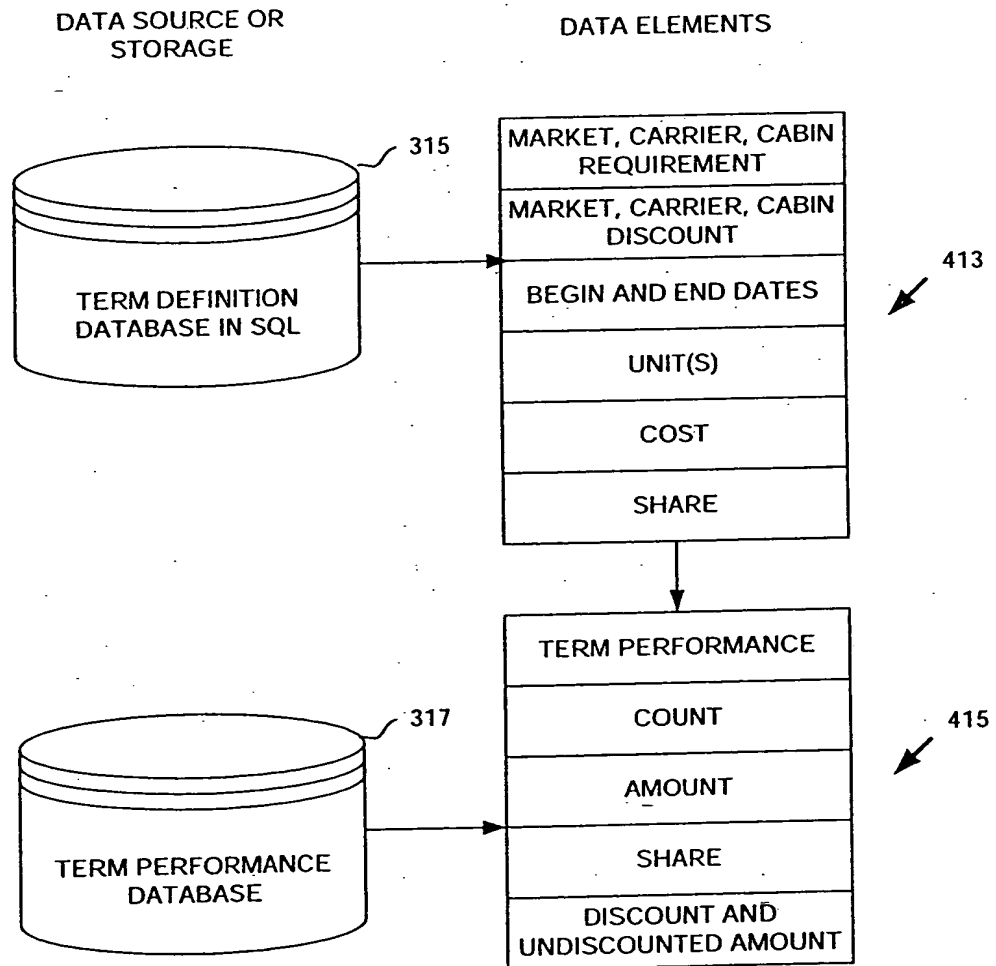 DATA SOURCE OR
STORAGE
DATA ELEMENTS
315
TERM DEFINITION
DATABASE IN SQL
MARKET, CARRIER, CABIN
REQUIREMENT
MARKET, CARRIER, CABIN
DISCOUNT
BEGIN AND END DATES
UNIT(S)
COST
SHARE
413
317
TERM PERFORMANCE
DATABASE
TERM PERFORMANCE
COUNT
AMOUNT
SHARE
DISCOUNT AND
UNDISCOUNTED AMOUNT
415